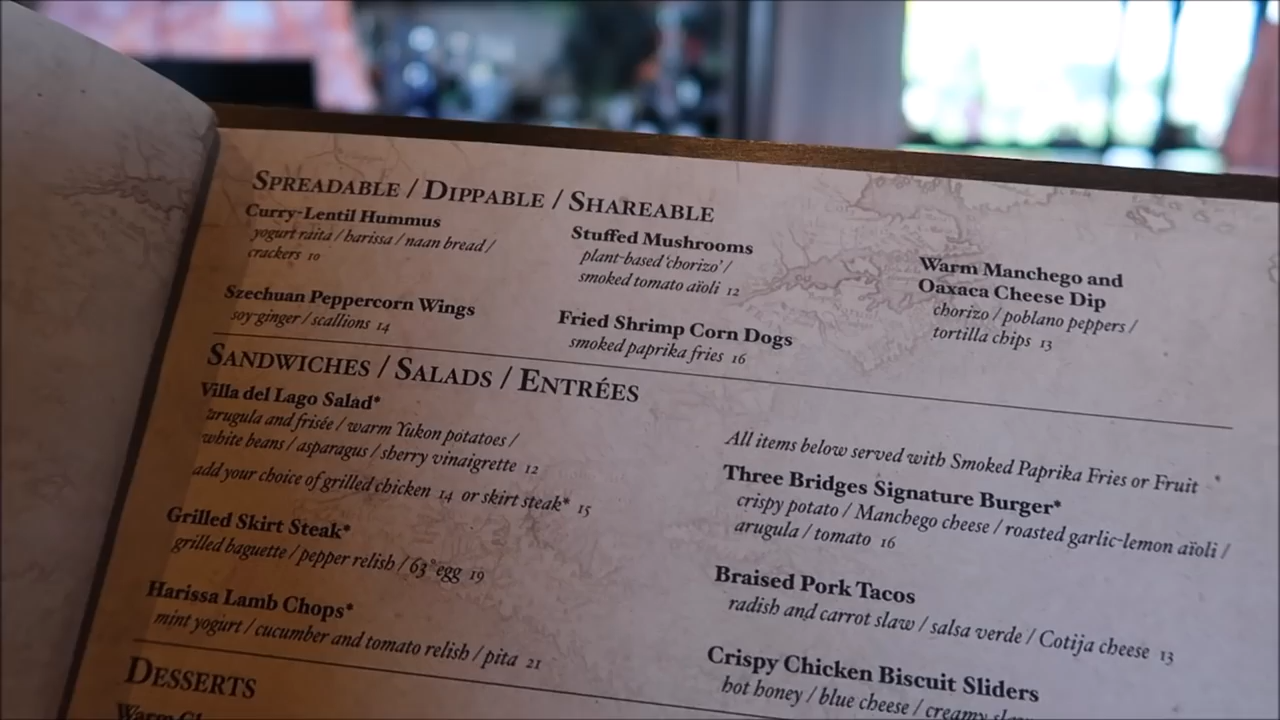 SPREADABLE / DIPPABLE / SHAREABLE
Curry-Lentil Hummus
yogurt raita / harissa / naan bread /
crackers 10
Szechuan Peppercorn Wings
soy-ginger / scallions 14
Stuffed Mushrooms
plant-based 'chorizo' /
smoked tomato aïoli 12
Fried Shrimp Corn Dogs
smoked paprika fries 16
Warm Manchego and
Oaxaca Cheese Dip
chorizo / poblano peppers /
tortilla chips 13
SANDWICHES / SALADS / ENTRÉES
Villa del Lago Salad*
arugula and frisée / warm Yukon potatoes /
white beans / asparagus / sherry vinaigrette 12
add your choice of grilled chicken 14 or skirt steak* 15
Grilled Skirt Steak*
grilled baguette / pepper relish / 63° egg 19
Harissa Lamb Chops*
mint yogurt / cucumber and tomato relish / pita 21
All items below served with Smoked Paprika Fries or Fruit *
Three Bridges Signature Burger*
crispy potato / Manchego cheese / roasted garlic-lemon aïoli /
arugula / tomato 16
Braised Pork Tacos
radish and carrot slaw / salsa verde / Cotija cheese 13
Crispy Chicken Biscuit Sliders
hot honey / blue cheese / creamy
DESSERTS
Warm